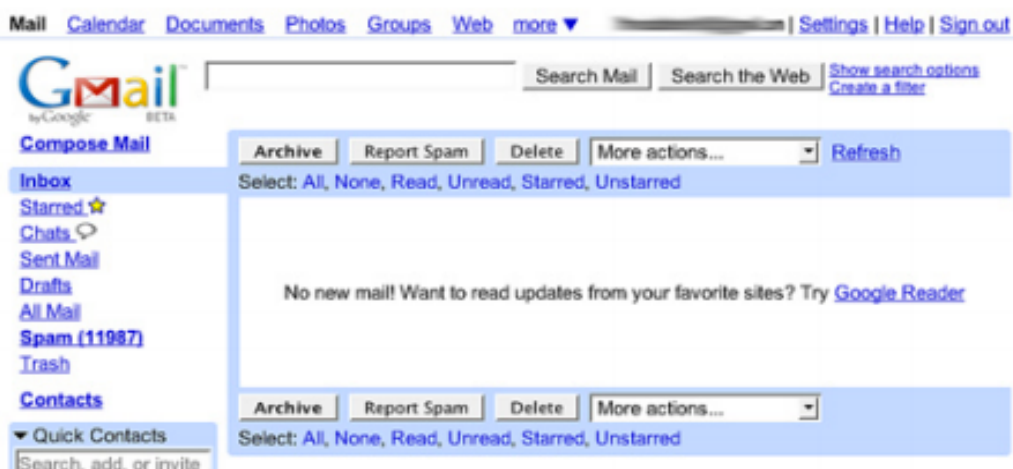 Mail Calendar Documents Photos Groups Web more ▼ | Settings | Help | Sign out
Gmail
by Google BETA
Search Mail Search the Web Show search options
Create a filter
Compose Mail
Archive Report Spam Delete More actions... Refresh
Select: All, None, Read, Unread, Starred, Unstarred
Inbox
Starred
Chats
Sent Mail
Drafts
All Mail
Spam (11987)
Trash
Contacts
No new mail! Want to read updates from your favorite sites? Try Google Reader
Archive Report Spam Delete More actions...
Select: All, None, Read, Unread, Starred, Unstarred
Quick Contacts
Search, add, or invite